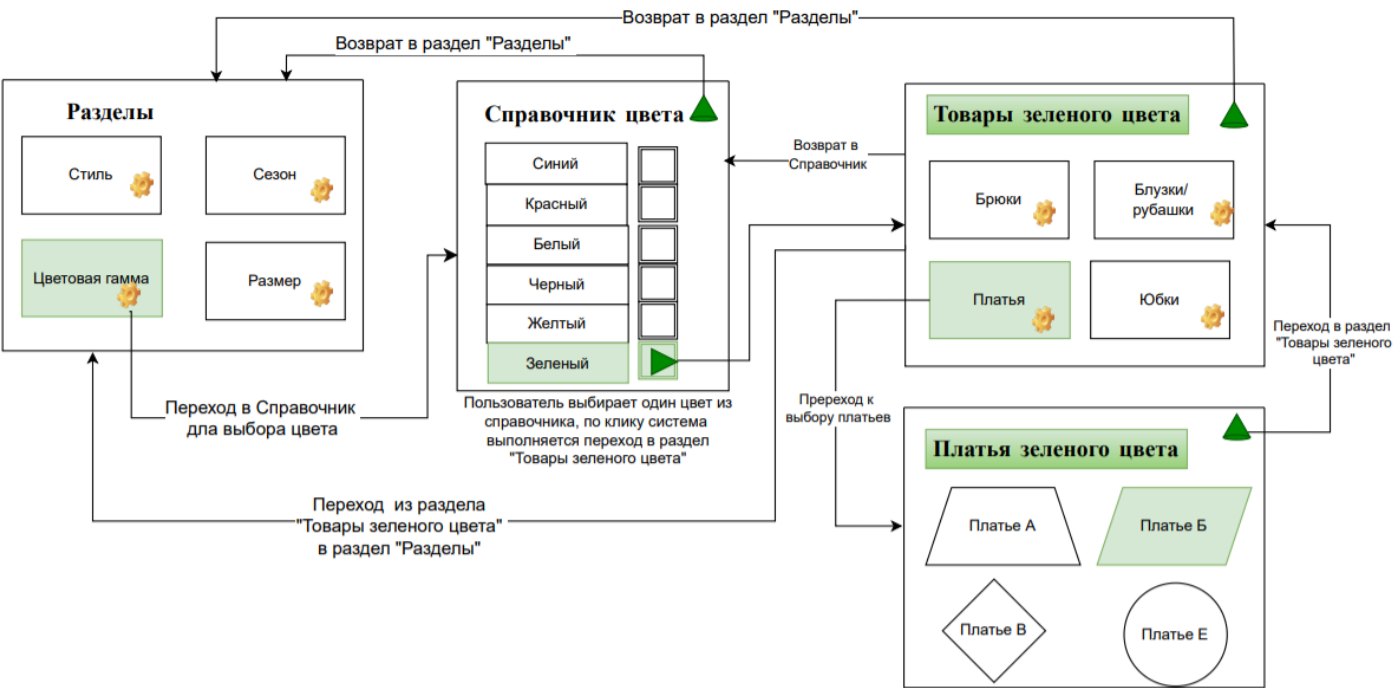 Возврат в раздел "Разделы"
Возврат в раздел "Разделы"
Разделы
Стиль
Сезон
Цветовая гамма
Размер
Переход в Справочник
дла выбора цвета
Справочник цвета
Синий
Красный
Белый
Черный
Желтый
Зеленый
Пользователь выбирает один цвет из
справочника, по клику система
выполняется переход в раздел
"Товары зеленого цвета"
Переход из раздела
"Товары зеленого цвета"
в раздел "Разделы"
Возврат в
Справочник
Товары зеленого цвета
Брюки
Блузки/
рубашки
Платья
Юбки
Пререход к
выбору платьев
Переход в раздел
"Товары зеленого
цвета"
Платья зеленого цвета
Платье А
Платье Б
Платье В
Платье Е